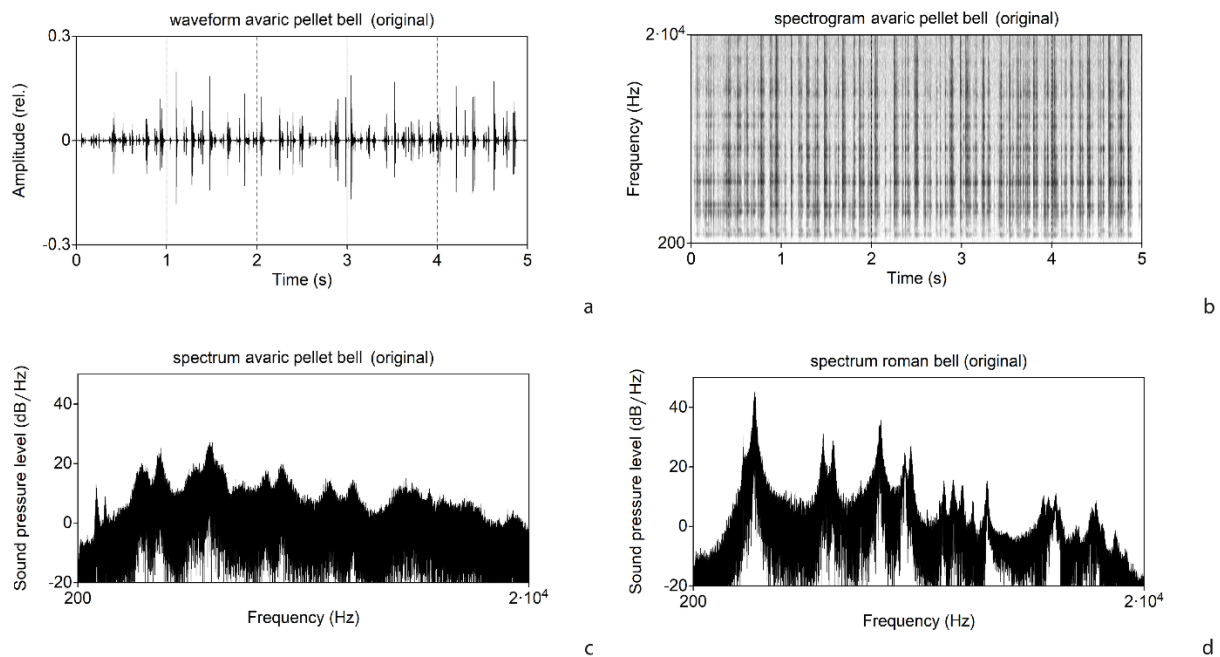 waveform avaric pellet bell (original)
0.3
0
-0.3
Amplitude (rel.)
0 1 2 3 4 5
Time (s)
a
spectrogram avaric pellet bell (original)
2·10⁴
200
Frequency (Hz)
0 1 2 3 4 5
Time (s)
b
spectrum avaric pellet bell (original)
40
20
0
-20
Sound pressure level (dB/Hz)
200 2·10⁴
Frequency (Hz)
c
spectrum roman bell (original)
40
20
0
-20
Sound pressure level (dB/Hz)
200 2·10⁴
Frequency (Hz)
d